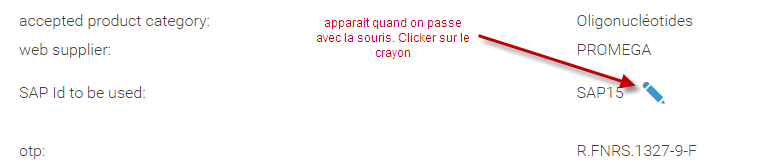 accepted product category: Oligonucléotides
apparait quand on passe
avec la souris. Clicker sur le
crayon
web supplier: PROMEGA
SAP Id to be used: SAP15
otp: R.FNRS.1327-9-F